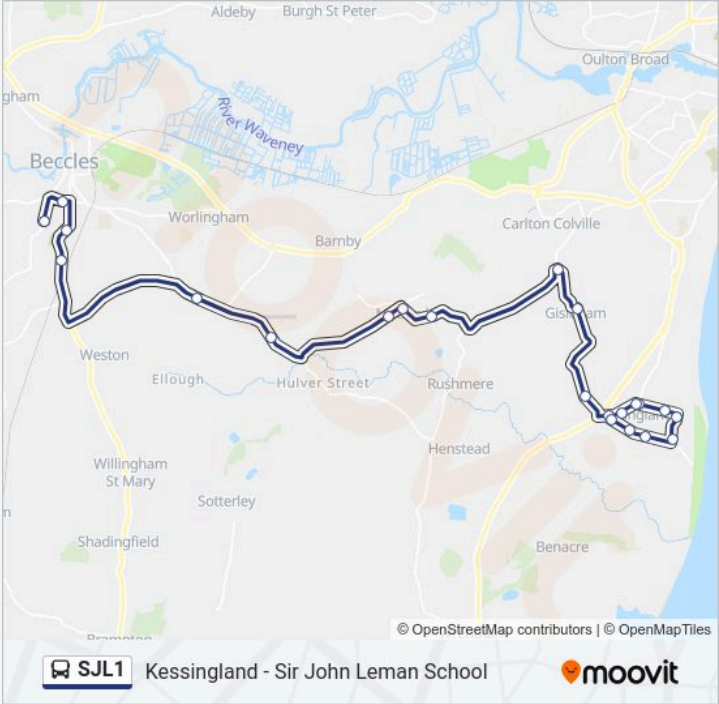 Aldeby
Burgh St Peter
Oulton Broad
gham
River Waveney
Beccles
Worlingham
Barnby
Carlton Colville
Weston
Ellough
Hulver Street
Rushmere
Henstead
Willingham
St Mary
Sotterley
Shadingfield
Benacre
© OpenStreetMap contributors | © OpenMapTiles
SJL1
Kessingland - Sir John Leman School
moovit